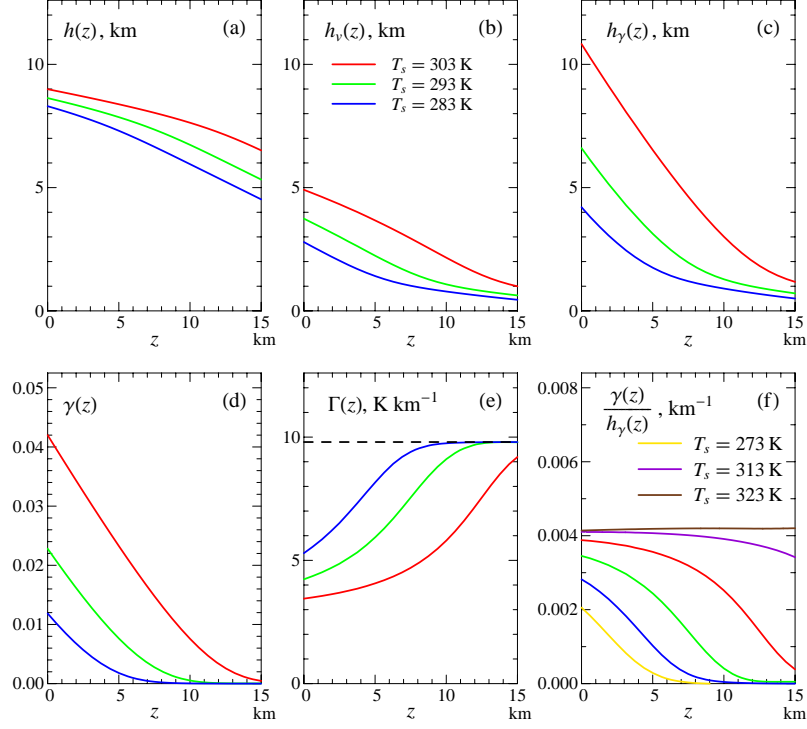 h(z) , km
(a)
10
5
0
0
5
10
15
z
km
h_v(z) , km
(b)
T_s = 303 K
T_s = 293 K
T_s = 283 K
10
5
0
0
5
10
15
z
km
h_γ(z) , km
(c)
10
5
0
0
5
10
15
z
km
γ(z)
(d)
0.05
0.04
0.03
0.02
0.01
0.00
0
5
10
15
z
km
Γ(z), K km⁻¹
(e)
10
5
0
0
5
10
15
z
km
γ(z)
h_γ(z)
, km⁻¹
(f)
T_s = 273 K
T_s = 313 K
T_s = 323 K
0.008
0.006
0.004
0.002
0.000
0
5
10
15
z
km